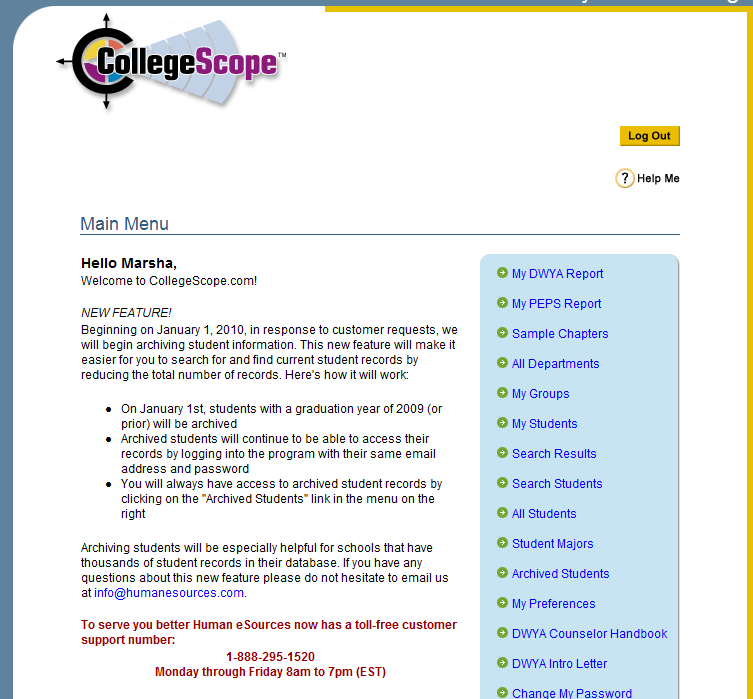 CollegeScope™
Log Out
? Help Me
Main Menu
Hello Marsha,
Welcome to CollegeScope.com!
NEW FEATURE!
Beginning on January 1, 2010, in response to customer requests, we
will begin archiving student information. This new feature will make it
easier for you to search for and find current student records by
reducing the total number of records. Here's how it will work:
• On January 1st, students with a graduation year of 2009 (or
prior) will be archived
• Archived students will continue to be able to access their
records by logging into the program with their same email
address and password
• You will always have access to archived student records by
clicking on the "Archived Students" link in the menu on the
right
Archiving students will be especially helpful for schools that have
thousands of student records in their database. If you have any
questions about this new feature please do not hesitate to email us
at info@humanesources.com.
To serve you better Human eSources now has a toll-free customer
support number:
1-888-295-1520
Monday through Friday 8am to 7pm (EST)
My DWYA Report
My PEPS Report
Sample Chapters
All Departments
My Groups
My Students
Search Results
Search Students
All Students
Student Majors
Archived Students
My Preferences
DWYA Counselor Handbook
DWYA Intro Letter
Change My Password